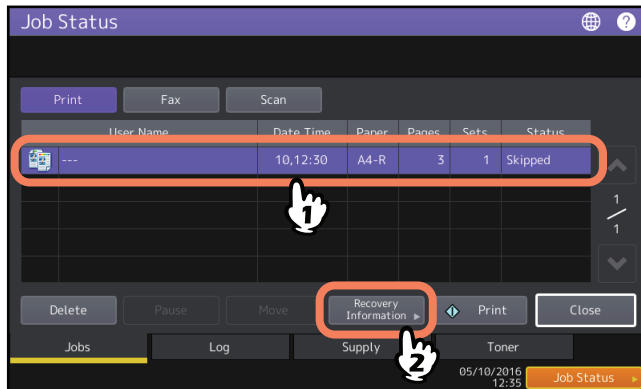 Job Status
?
Print Fax Scan
User Name Date Time Paper Pages Sets Status
--- 10,12:30 A4-R 3 1 Skipped
1
1
1
Delete Pause Move Recovery Information Print Close
2
Jobs Log Supply Toner
05/10/2016
12:35
Job Status